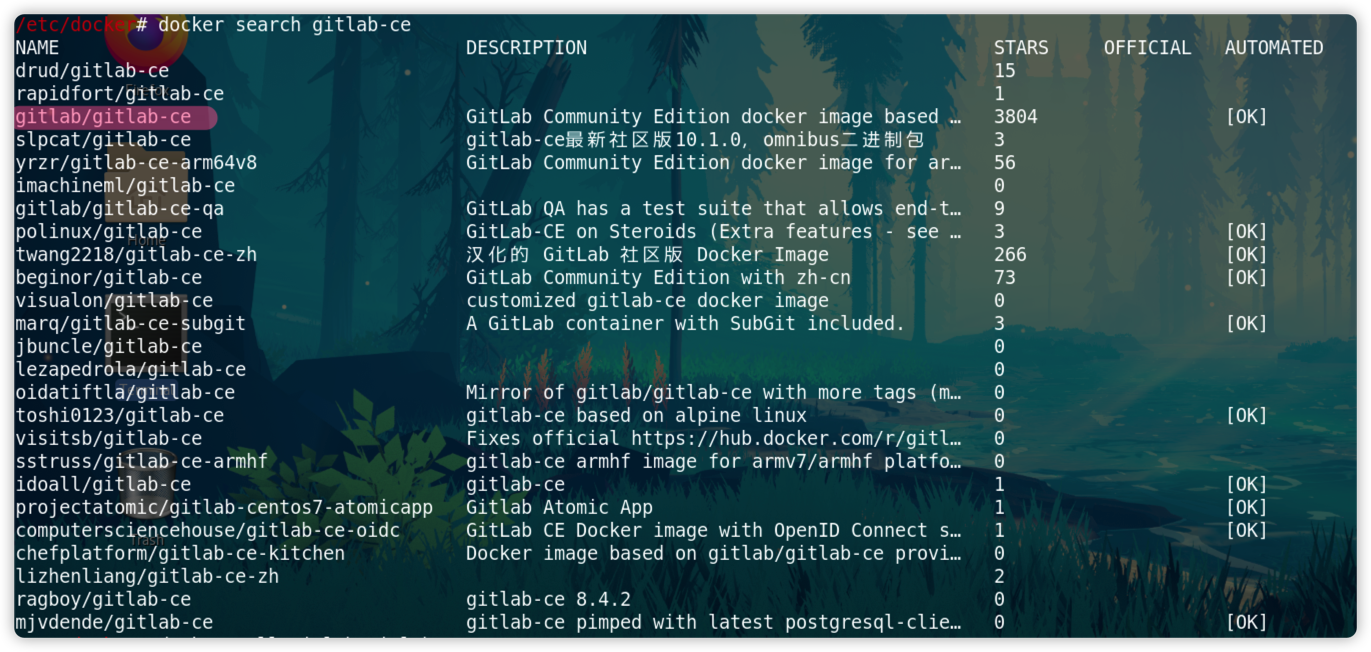 /etc/docker# docker search gitlab-ce
NAME DESCRIPTION STARS OFFICIAL AUTOMATED
drud/gitlab-ce 15
rapidfort/gitlab-ce 1
gitlab/gitlab-ce GitLab Community Edition docker image based … 3804 [OK]
slpcat/gitlab-ce gitlab-ce最新社区版10.1.0, omnibus二进制包 3
yrzr/gitlab-ce-arm64v8 GitLab Community Edition docker image for ar… 56
imachineml/gitlab-ce 0
gitlab/gitlab-ce-qa GitLab QA has a test suite that allows end-t… 9
polinux/gitlab-ce GitLab-CE on Steroids (Extra features - see … 3 [OK]
Home
twang2218/gitlab-ce-zh 汉化的 GitLab 社区版 Docker Image 266 [OK]
beginor/gitlab-ce GitLab Community Edition with zh-cn 73 [OK]
visualon/gitlab-ce customized gitlab-ce docker image 0
marq/gitlab-ce-subgit A GitLab container with SubGit included. 3 [OK]
jbuncle/gitlab-ce 0
lezapedrola/gitlab-ce 0
oidatiftla/gitlab-ce Mirror of gitlab/gitlab-ce with more tags (m… 0
toshi0123/gitlab-ce gitlab-ce based on alpine linux 0 [OK]
visitsb/gitlab-ce Fixes official https://hub.docker.com/r/gitl… 0
sstruss/gitlab-ce-armhf gitlab-ce armhf image for armv7/armhf platfo… 0
idoall/gitlab-ce gitlab-ce 1 [OK]
projectatomic/gitlab-centos7-atomicapp Gitlab Atomic App 1 [OK]
computersciencehouse/gitlab-ce-oidc GitLab CE Docker image with OpenID Connect s… 1 [OK]
Trash
chefplatform/gitlab-ce-kitchen Docker image based on gitlab/gitlab-ce provi… 0
lizhenliang/gitlab-ce-zh 2
ragboy/gitlab-ce gitlab-ce 8.4.2 0
mjvdende/gitlab-ce gitlab-ce pimped with latest postgresql-clie… 0 [OK]